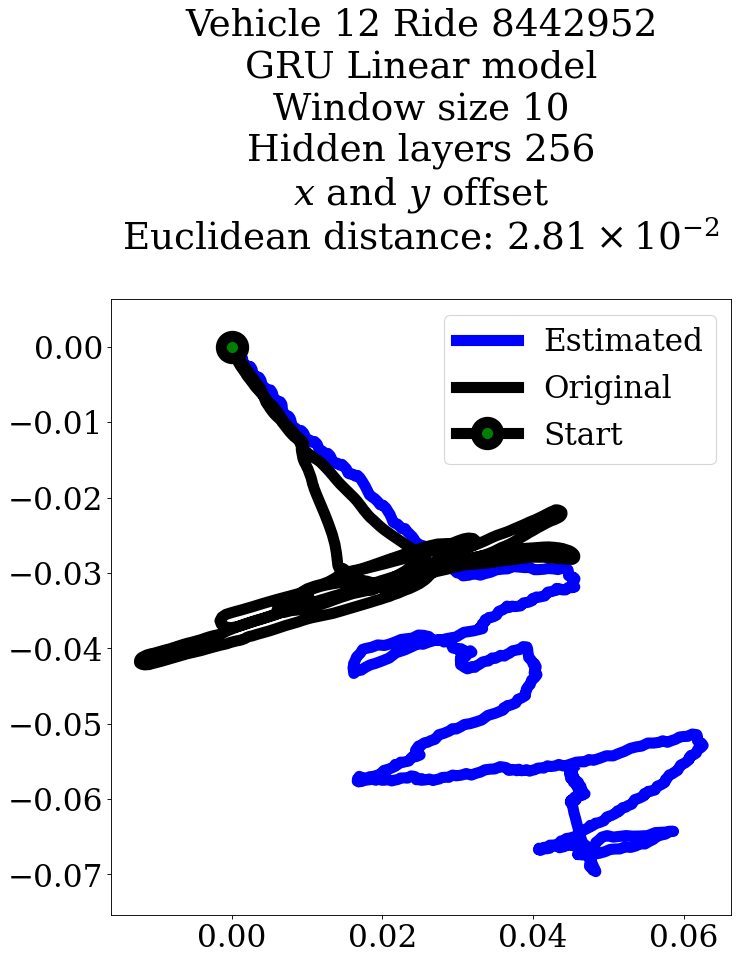 Vehicle 12 Ride 8442952
GRU Linear model
Window size 10
Hidden layers 256
x and y offset
Euclidean distance: 2.81 × 10⁻²
Estimated
Original
Start
0.00
−0.01
−0.02
−0.03
−0.04
−0.05
−0.06
−0.07
0.00 0.02 0.04 0.06